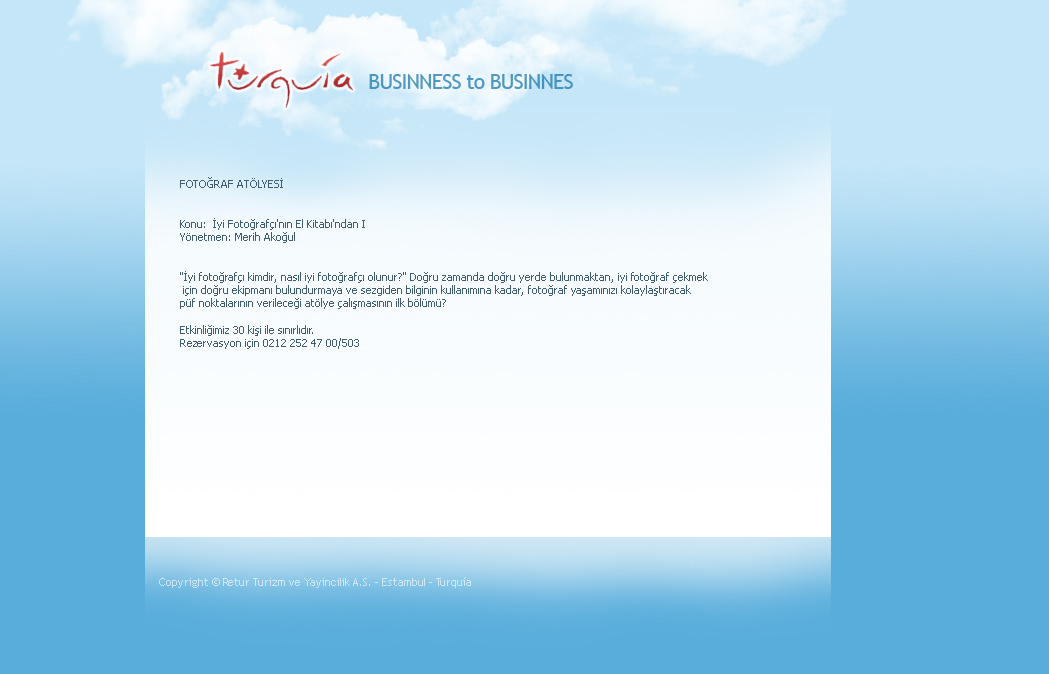 turquía BUSINNESS to BUSINNES
FOTOĞRAF ATÖLYESİ
Konu: İyi Fotoğrafçı'nın El Kitabı'ndan I
Yönetmen: Merih Akoğul
"İyi fotoğrafçı kimdir, nasıl iyi fotoğrafçı olunur?" Doğru zamanda doğru yerde bulunmaktan, iyi fotoğraf çekmek
için doğru ekipmanı bulundurmaya ve sezgiden bilginin kullanımına kadar, fotoğraf yaşamınızı kolaylaştıracak
püf noktalarının verileceği atölye çalışmasının ilk bölümü?
Etkinliğimiz 30 kişi ile sınırlıdır.
Rezervasyon için 0212 252 47 00/503
Copyright © Retur Turizm ve Yayincilik A.S. - Estambul - Turquía